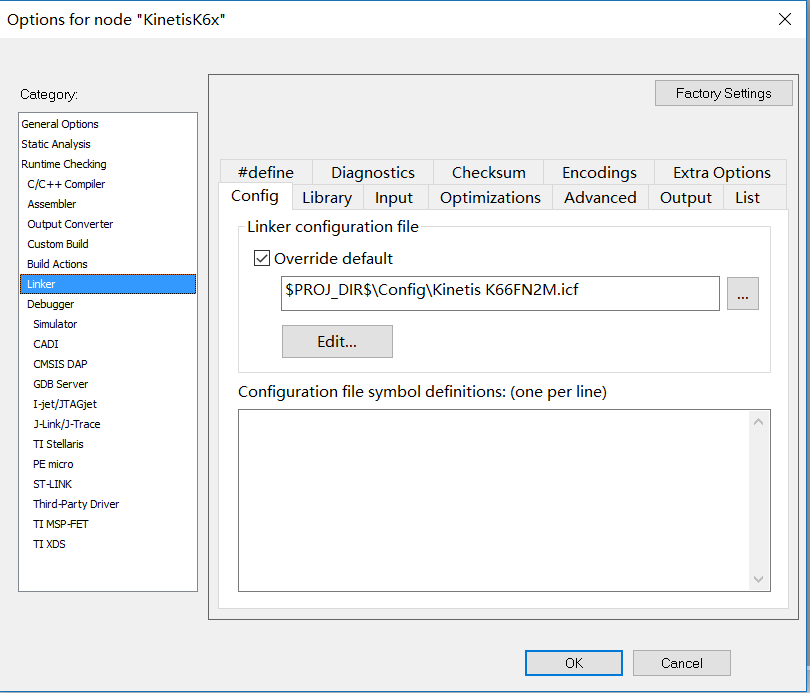 Options for node "KinetisK6x"
Category:
Factory Settings
General Options
Static Analysis
Runtime Checking
C/C++ Compiler
Assembler
Output Converter
Custom Build
Build Actions
Linker
Debugger
Simulator
CADI
CMSIS DAP
GDB Server
I-jet/JTAGjet
J-Link/J-Trace
TI Stellaris
PE micro
ST-LINK
Third-Party Driver
TI MSP-FET
TI XDS
#define Diagnostics Checksum Encodings Extra Options
Config Library Input Optimizations Advanced Output List
Linker configuration file
Override default
$PROJ_DIR$\Config\Kinetis K66FN2M.icf
...
Edit...
Configuration file symbol definitions: (one per line)
OK Cancel